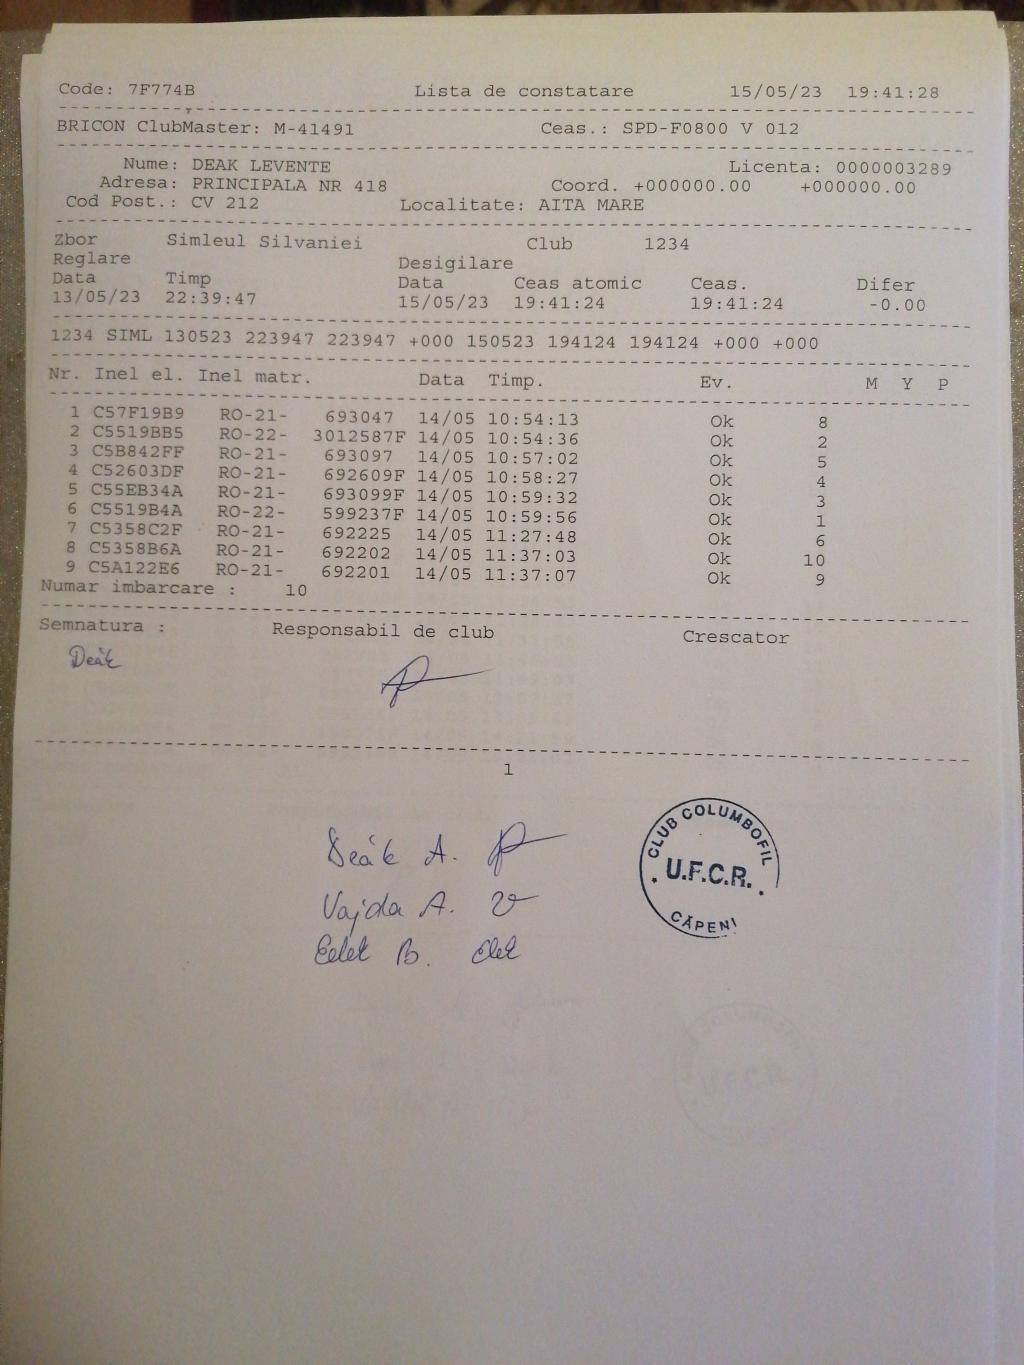 Code: 7F774B Lista de constatare 15/05/23 19:41:28
BRICON ClubMaster: M-41491 Ceas.: SPD-F0800 V 012
Nume: DEAK LEVENTE Licenta: 0000003289
Adresa: PRINCIPALA NR 418 Coord. +000000.00 +000000.00
Cod Post.: CV 212 Localitate: AITA MARE
Zbor Simleul Silvaniei Club 1234
Reglare Desigilare
Data Timp Data Ceas atomic Ceas. Difer
13/05/23 22:39:47 15/05/23 19:41:24 19:41:24 -0.00
1234 SIML 130523 223947 223947 +000 150523 194124 194124 +000 +000
Nr. Inel el. Inel matr. Data Timp. Ev. M Y P
1 C57F19B9 RO-21- 693047 14/05 10:54:13 Ok 8
2 C5519BB5 RO-22- 3012587F 14/05 10:54:36 Ok 2
3 C5B842FF RO-21- 693097 14/05 10:57:02 Ok 5
4 C52603DF RO-21- 692609F 14/05 10:58:27 Ok 4
5 C55EB34A RO-21- 693099F 14/05 10:59:32 Ok 3
6 C5519B4A RO-22- 599237F 14/05 10:59:56 Ok 1
7 C5358C2F RO-21- 692225 14/05 11:27:48 Ok 6
8 C5358B6A RO-21- 692202 14/05 11:37:03 Ok 10
9 C5A122E6 RO-21- 692201 14/05 11:37:07 Ok 9
Numar imbarcare : 10
Semnatura : Responsabil de club Crescator
Deák
1
Deák A.
Vajda A.
B.
CLUB COLUMBOFIL
U.F.C.R.
CĂPENI